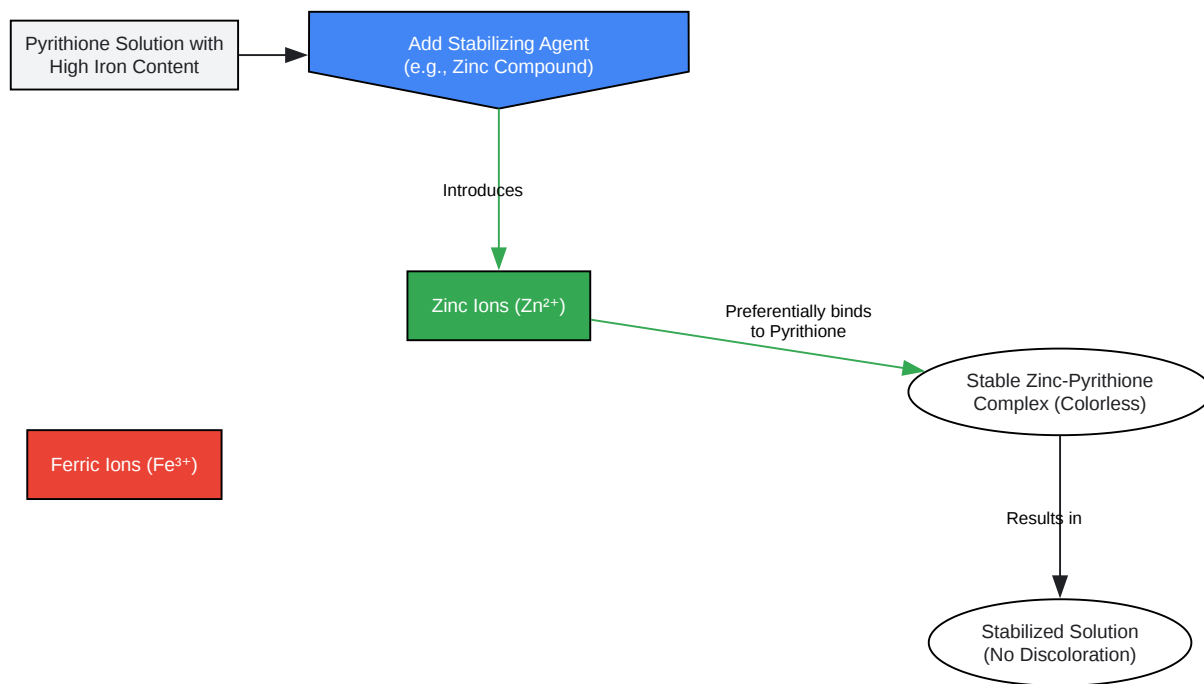 Pyrithione Solution with
High Iron Content
Add Stabilizing Agent
(e.g., Zinc Compound)
Introduces
Zinc Ions (Zn²⁺)
Preferentially binds
to Pyrithione
Stable Zinc-Pyrithione
Complex (Colorless)
Ferric Ions (Fe³⁺)
Results in
Stabilized Solution
(No Discoloration)